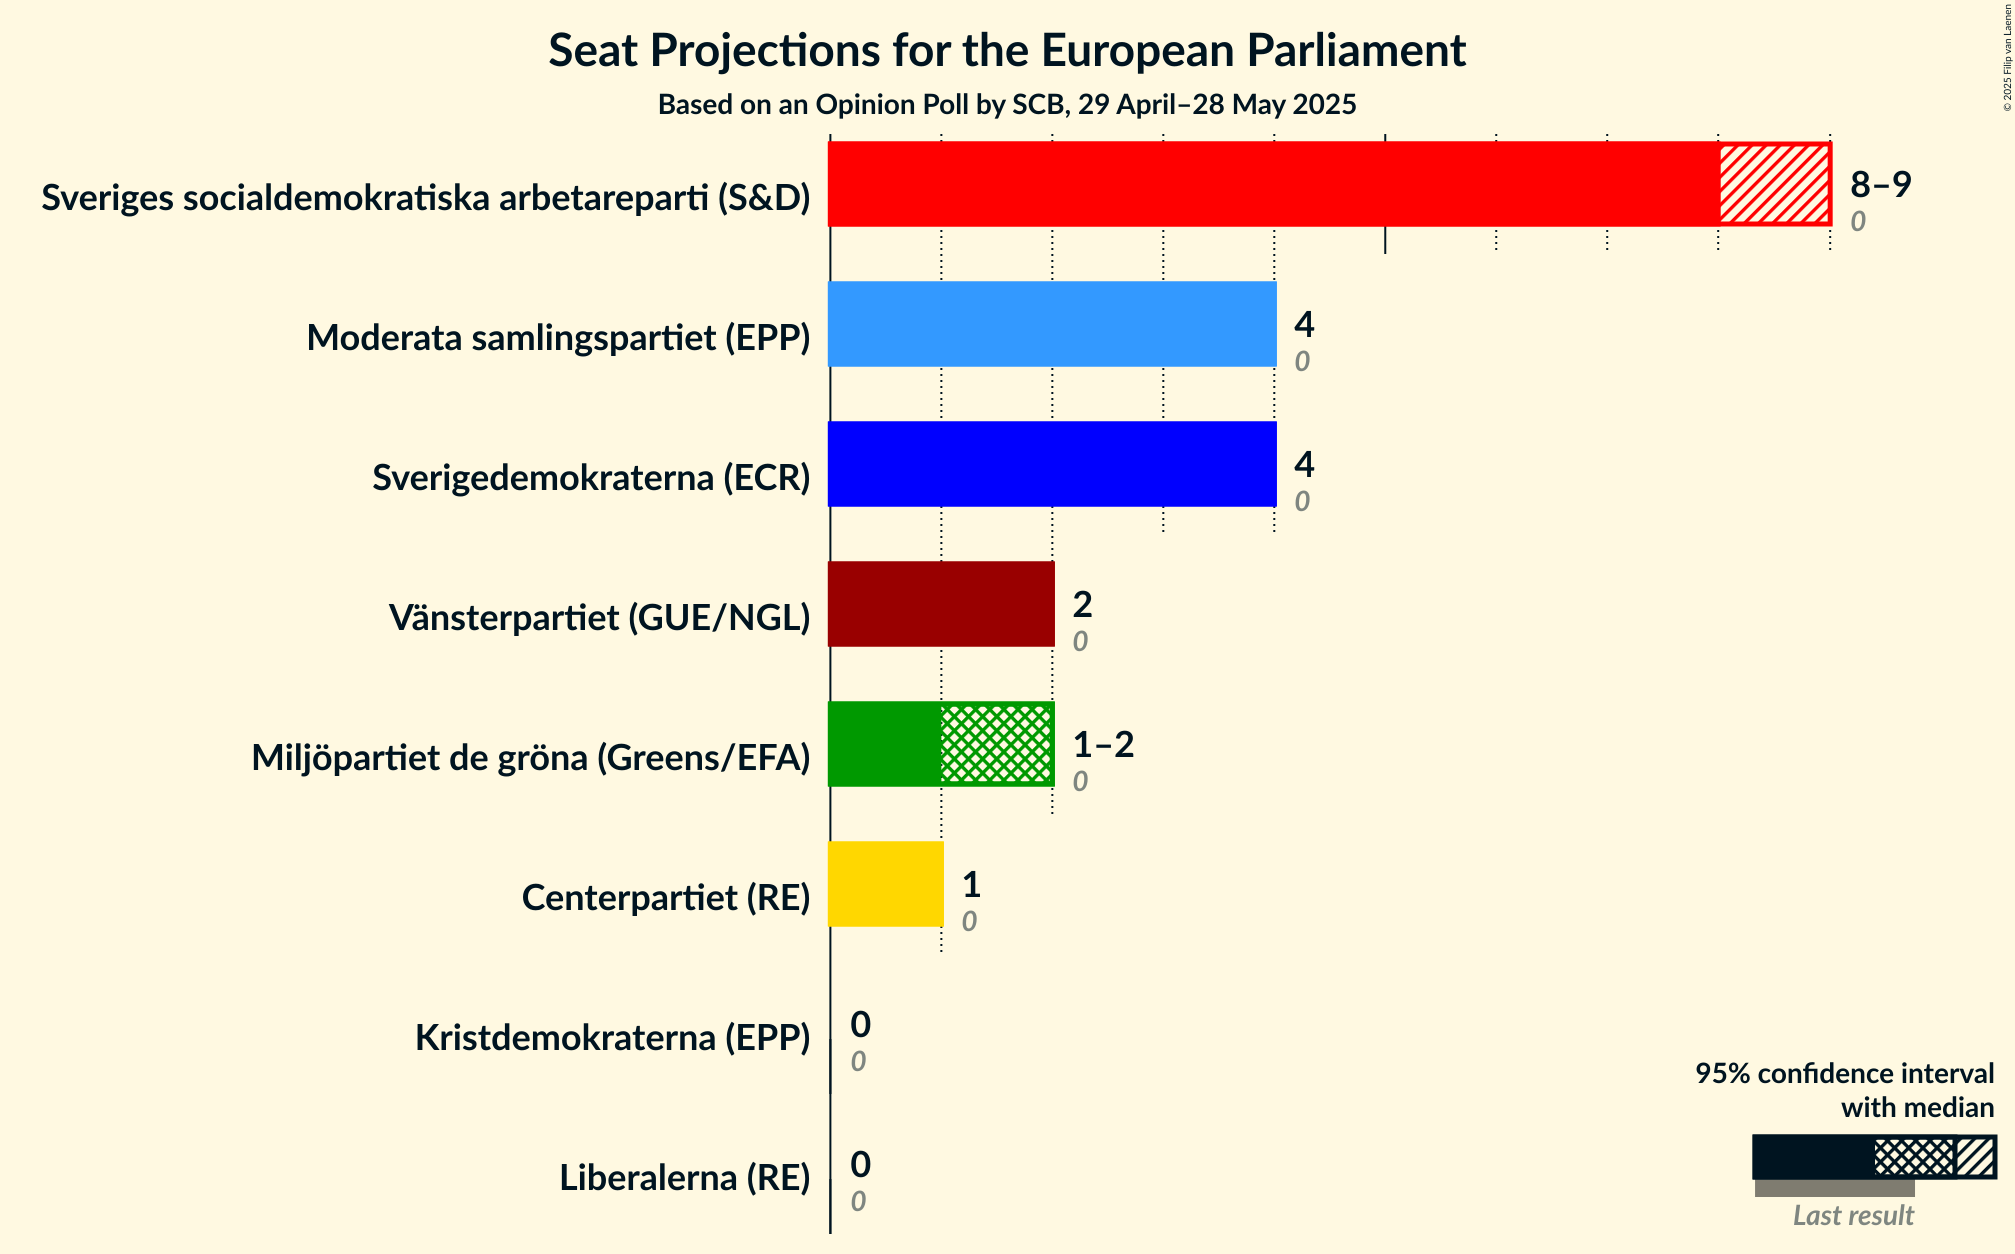 Seat Projections for the European Parliament
Based on an Opinion Poll by SCB, 29 April–28 May 2025
© 2025 Filip van Laenen
Sveriges socialdemokratiska arbetareparti (S&D)
8–9
0
Moderata samlingspartiet (EPP)
4
0
Sverigedemokraterna (ECR)
4
0
Vänsterpartiet (GUE/NGL)
2
0
Miljöpartiet de gröna (Greens/EFA)
1–2
0
Centerpartiet (RE)
1
0
Kristdemokraterna (EPP)
0
0
Liberalerna (RE)
0
0
95% confidence interval
with median
Last result